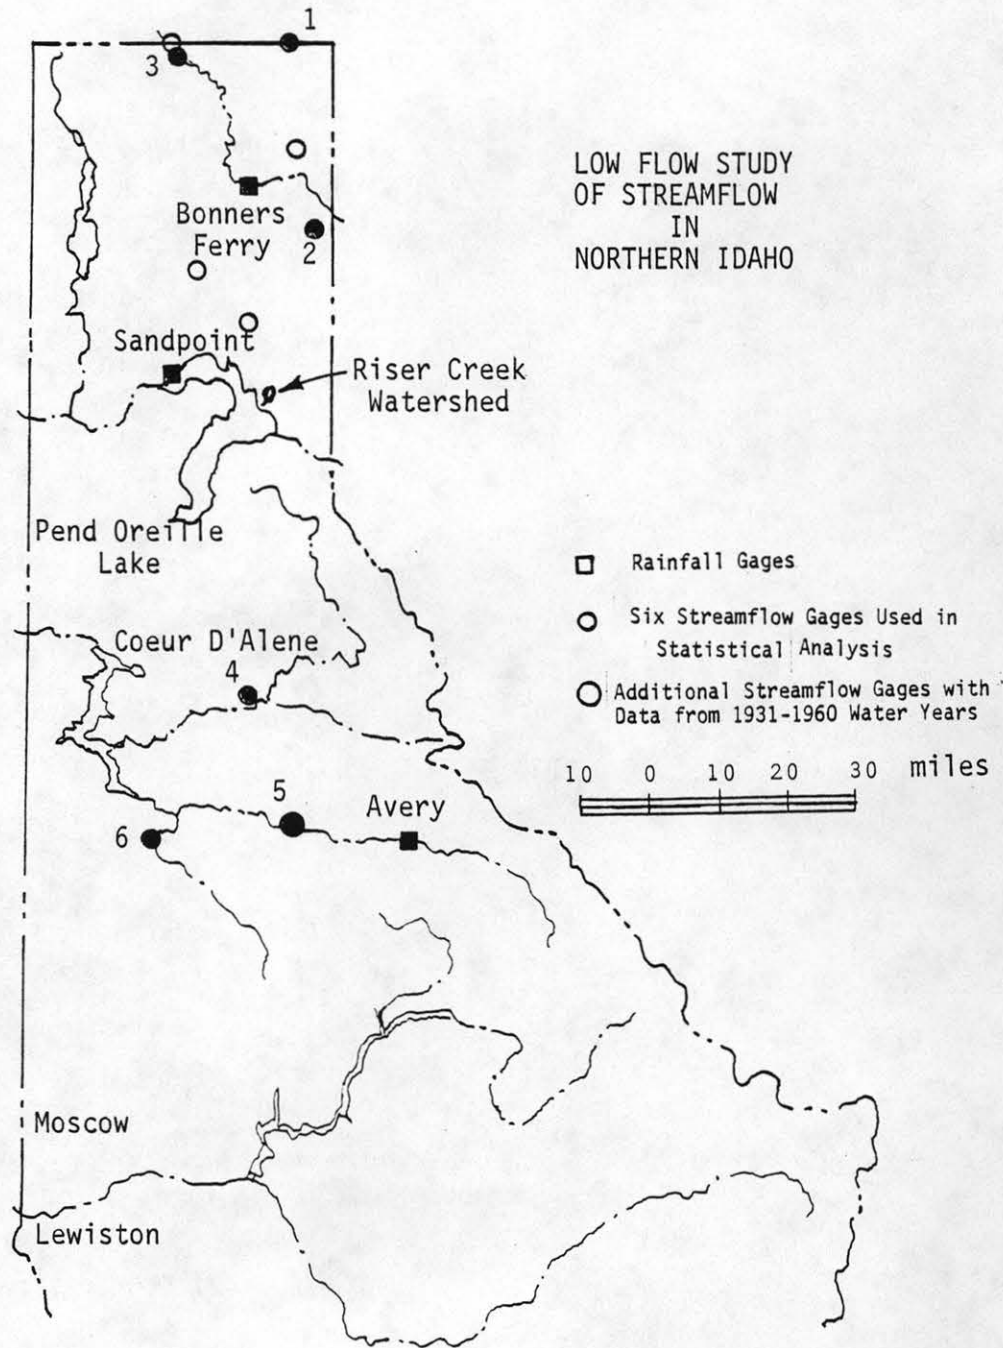 1
3
LOW FLOW STUDY
OF STREAMFLOW
IN
NORTHERN IDAHO
Bonners
Ferry
2
Sandpoint
Riser Creek
Watershed
Pend Oreille
Lake
Rainfall Gages
Six Streamflow Gages Used in
Statistical Analysis
Additional Streamflow Gages with
Data from 1931-1960 Water Years
Coeur D'Alene
4
10 0 10 20 30 miles
5
Avery
6
Moscow
Lewiston